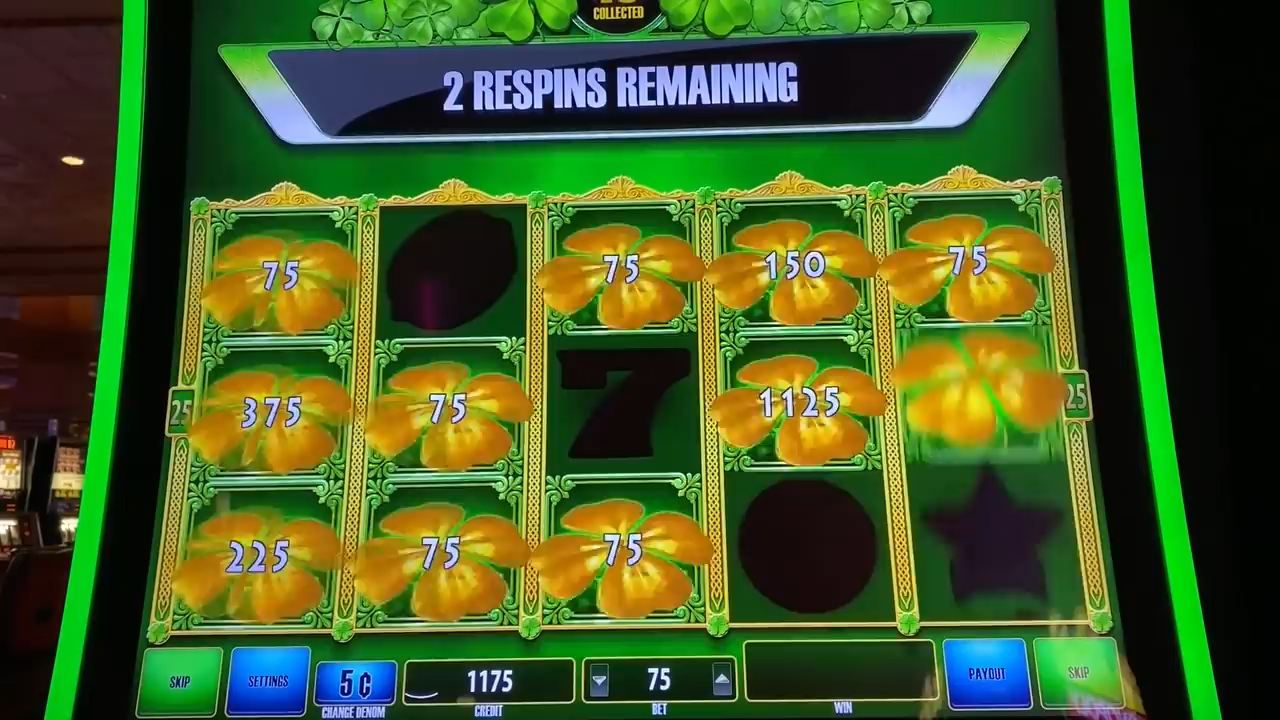 COLLECTED
2 RESPINS REMAINING
75 75 150 75
25 375 75 1125 25
225 75 75
SKIP SETTINGS 5¢ 1175 75 PAYOUT SKIP
CHANGE DENOM CREDIT BET WIN